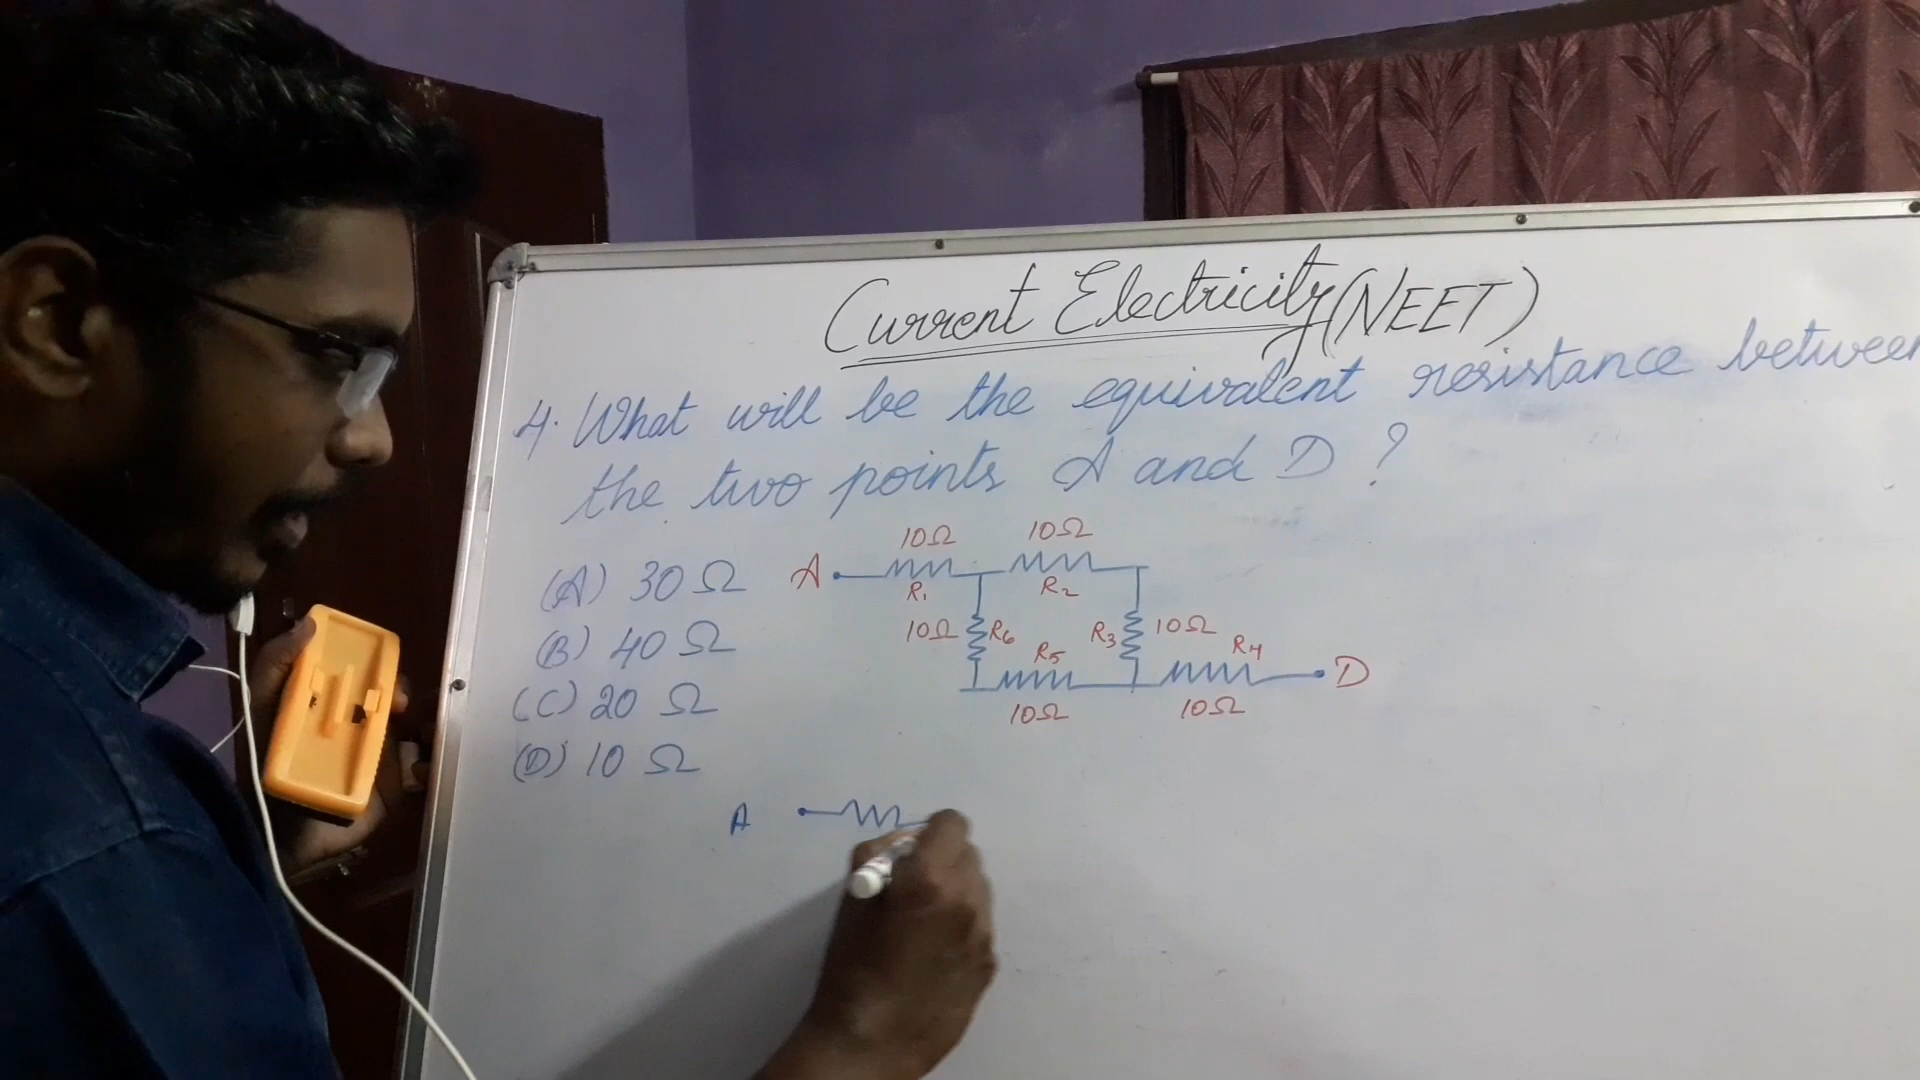 Current Electricity (NEET)
4. What will be the equivalent resistance between
the two points A and D ?
10Ω 10Ω
(A) 30 Ω A R₁ R₂
10Ω R₆ R₃ 10Ω
(B) 40 Ω R₅ R₄ D
(C) 20 Ω 10Ω 10Ω
(D) 10 Ω
A